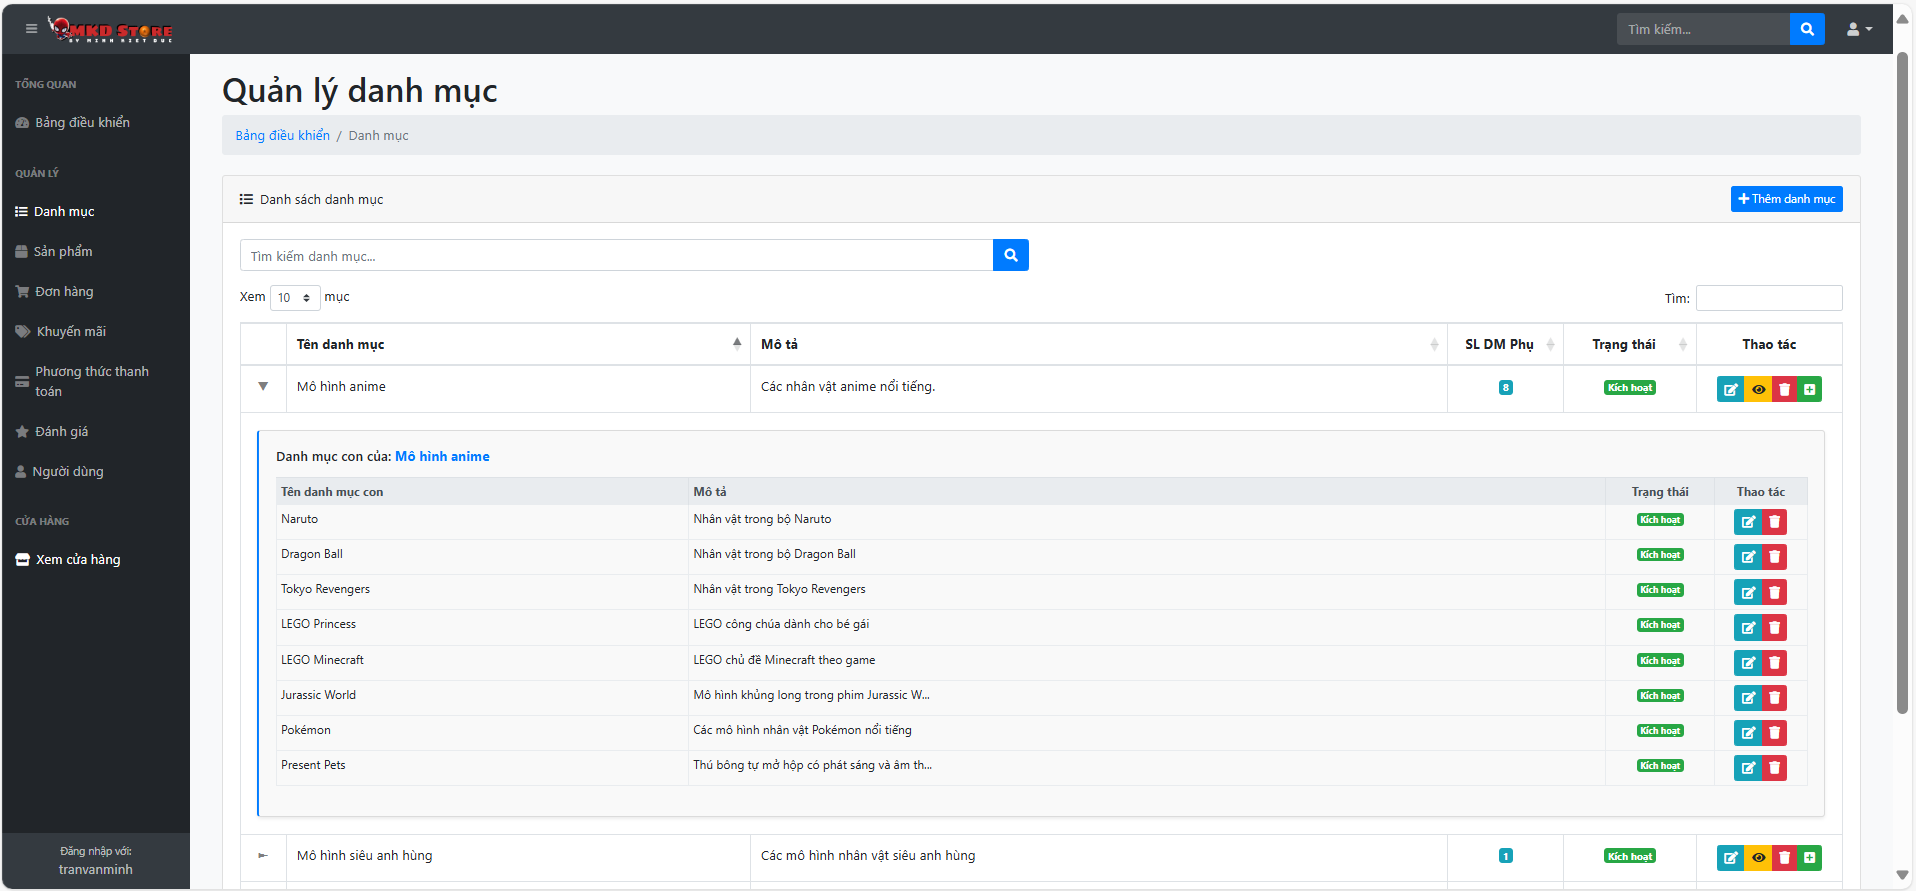 MKD STORE
BY MINH KIET DUC
Tìm kiếm...
TỔNG QUAN
Bảng điều khiển
QUẢN LÝ
Danh mục
Sản phẩm
Đơn hàng
Khuyến mãi
Phương thức thanh
toán
Đánh giá
Người dùng
CỬA HÀNG
Xem cửa hàng
Đăng nhập với:
tranvanminh
Quản lý danh mục
Bảng điều khiển / Danh mục
Danh sách danh mục
Thêm danh mục
Tìm kiếm danh mục...
Xem 10 mục
Tìm:
Tên danh mục Mô tả SL DM Phụ Trạng thái Thao tác
Mô hình anime Các nhân vật anime nổi tiếng. 8 Kích hoạt
Danh mục con của: Mô hình anime
Tên danh mục con Mô tả Trạng thái Thao tác
Naruto Nhân vật trong bộ Naruto Kích hoạt
Dragon Ball Nhân vật trong bộ Dragon Ball Kích hoạt
Tokyo Revengers Nhân vật trong Tokyo Revengers Kích hoạt
LEGO Princess LEGO công chúa dành cho bé gái Kích hoạt
LEGO Minecraft LEGO chủ đề Minecraft theo game Kích hoạt
Jurassic World Mô hình khủng long trong phim Jurassic W... Kích hoạt
Pokémon Các mô hình nhân vật Pokémon nổi tiếng Kích hoạt
Present Pets Thú bông tự mở hộp có phát sáng và âm th... Kích hoạt
Mô hình siêu anh hùng Các mô hình nhân vật siêu anh hùng 1 Kích hoạt